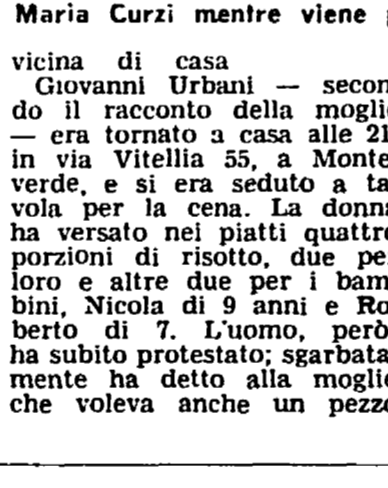 Maria Curzi mentre viene
vicina di casa
Giovanni Urbani — secon
do il racconto della mogli
— era tornato a casa alle 21
in via Vitellia 55, a Monte
verde, e si era seduto a ta
vola per la cena. La donna
ha versato nei piatti quattro
porzioni di risotto, due pe
loro e altre due per i bam
bini, Nicola di 9 anni e Ro
berto di 7. L'uomo, però
ha subito protestato; sgarbata
mente ha detto alla moglie
che voleva anche un pezzo